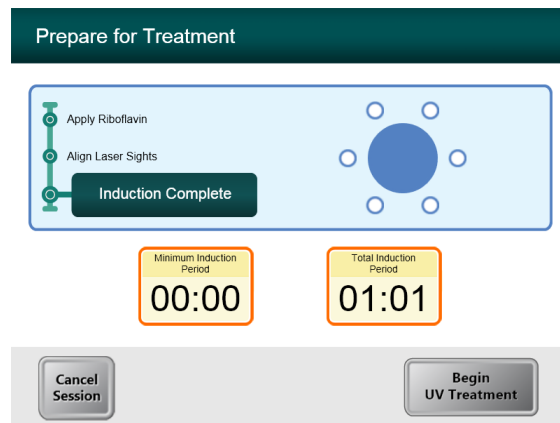 Prepare for Treatment
Apply Riboflavin
Align Laser Sights
Induction Complete
Minimum Induction
Period
00:00
Total Induction
Period
01:01
Cancel
Session
Begin
UV Treatment